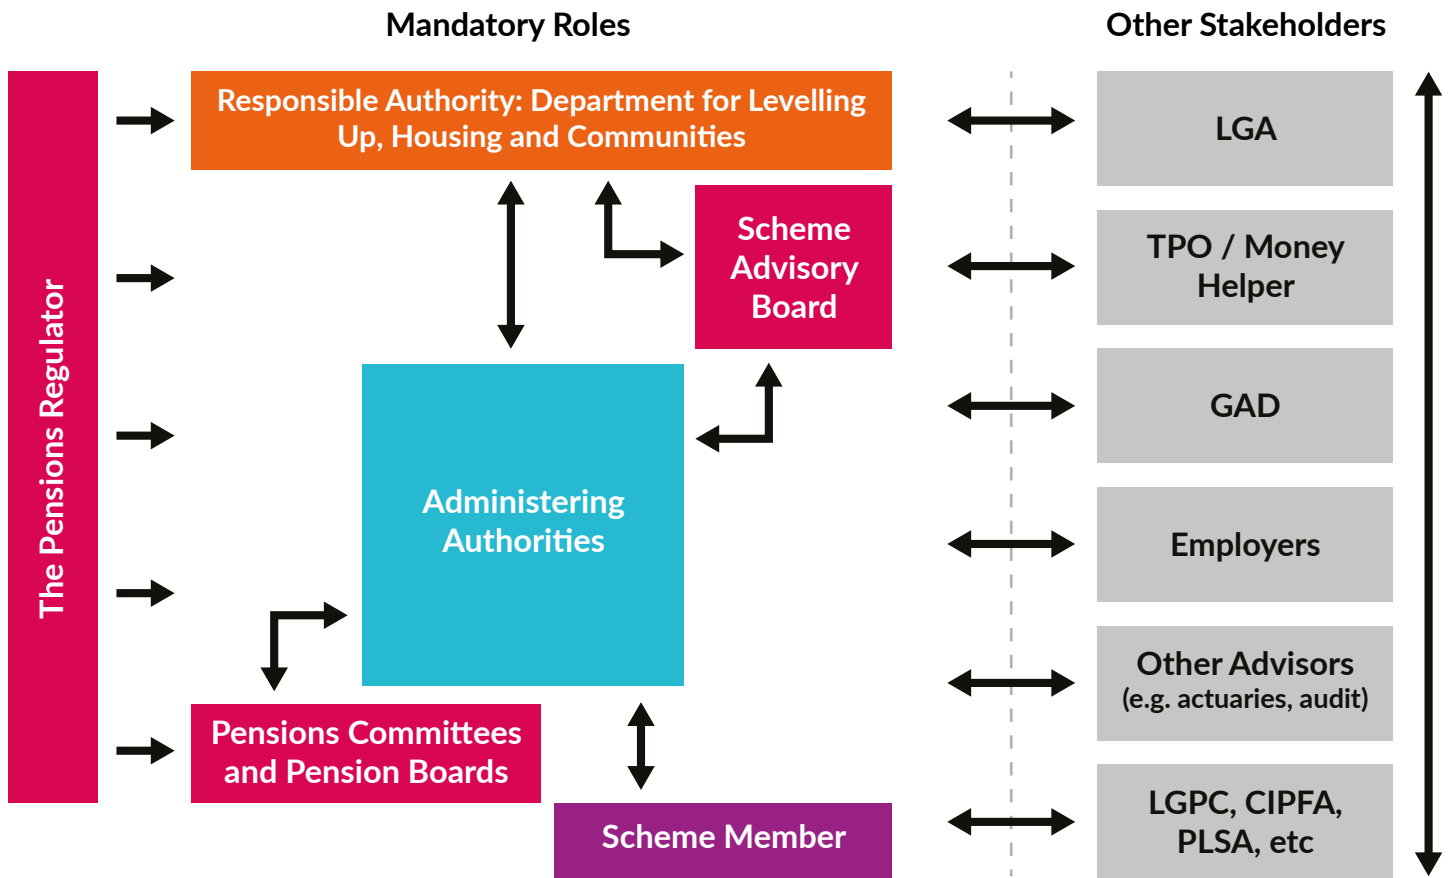 Mandatory Roles
Other Stakeholders
The Pensions Regulator
Responsible Authority: Department for Levelling
Up, Housing and Communities
Scheme
Advisory
Board
Administering
Authorities
Pensions Committees
and Pension Boards
Scheme Member
LGA
TPO / Money
Helper
GAD
Employers
Other Advisors
(e.g. actuaries, audit)
LGPC, CIPFA,
PLSA, etc